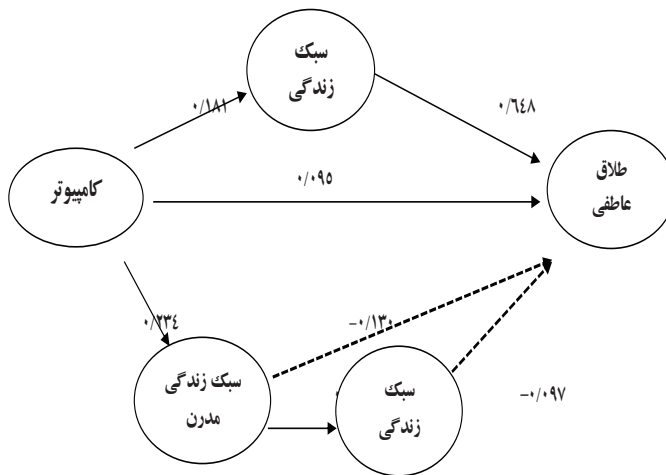 سبک
زندگی
۰/۱۸۱
۰/٦٤٨
طلاق
عاطفی
۰/۰۹٥
کامپیوتر
۰/۲۳٤
-۰/۱۳۰
سبک زندگی
مدرن
سبک
زندگی
-۰/۰۹۷